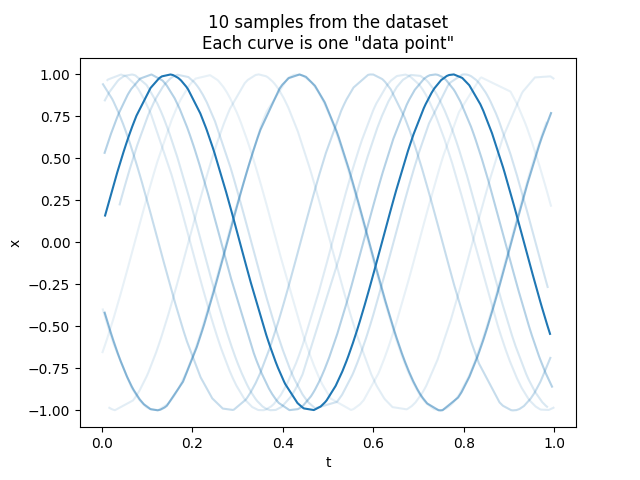 10 samples from the dataset
Each curve is one "data point"
1.00
0.75
0.50
0.25
0.00
−0.25
−0.50
−0.75
−1.00
x
0.0 0.2 0.4 0.6 0.8 1.0
t